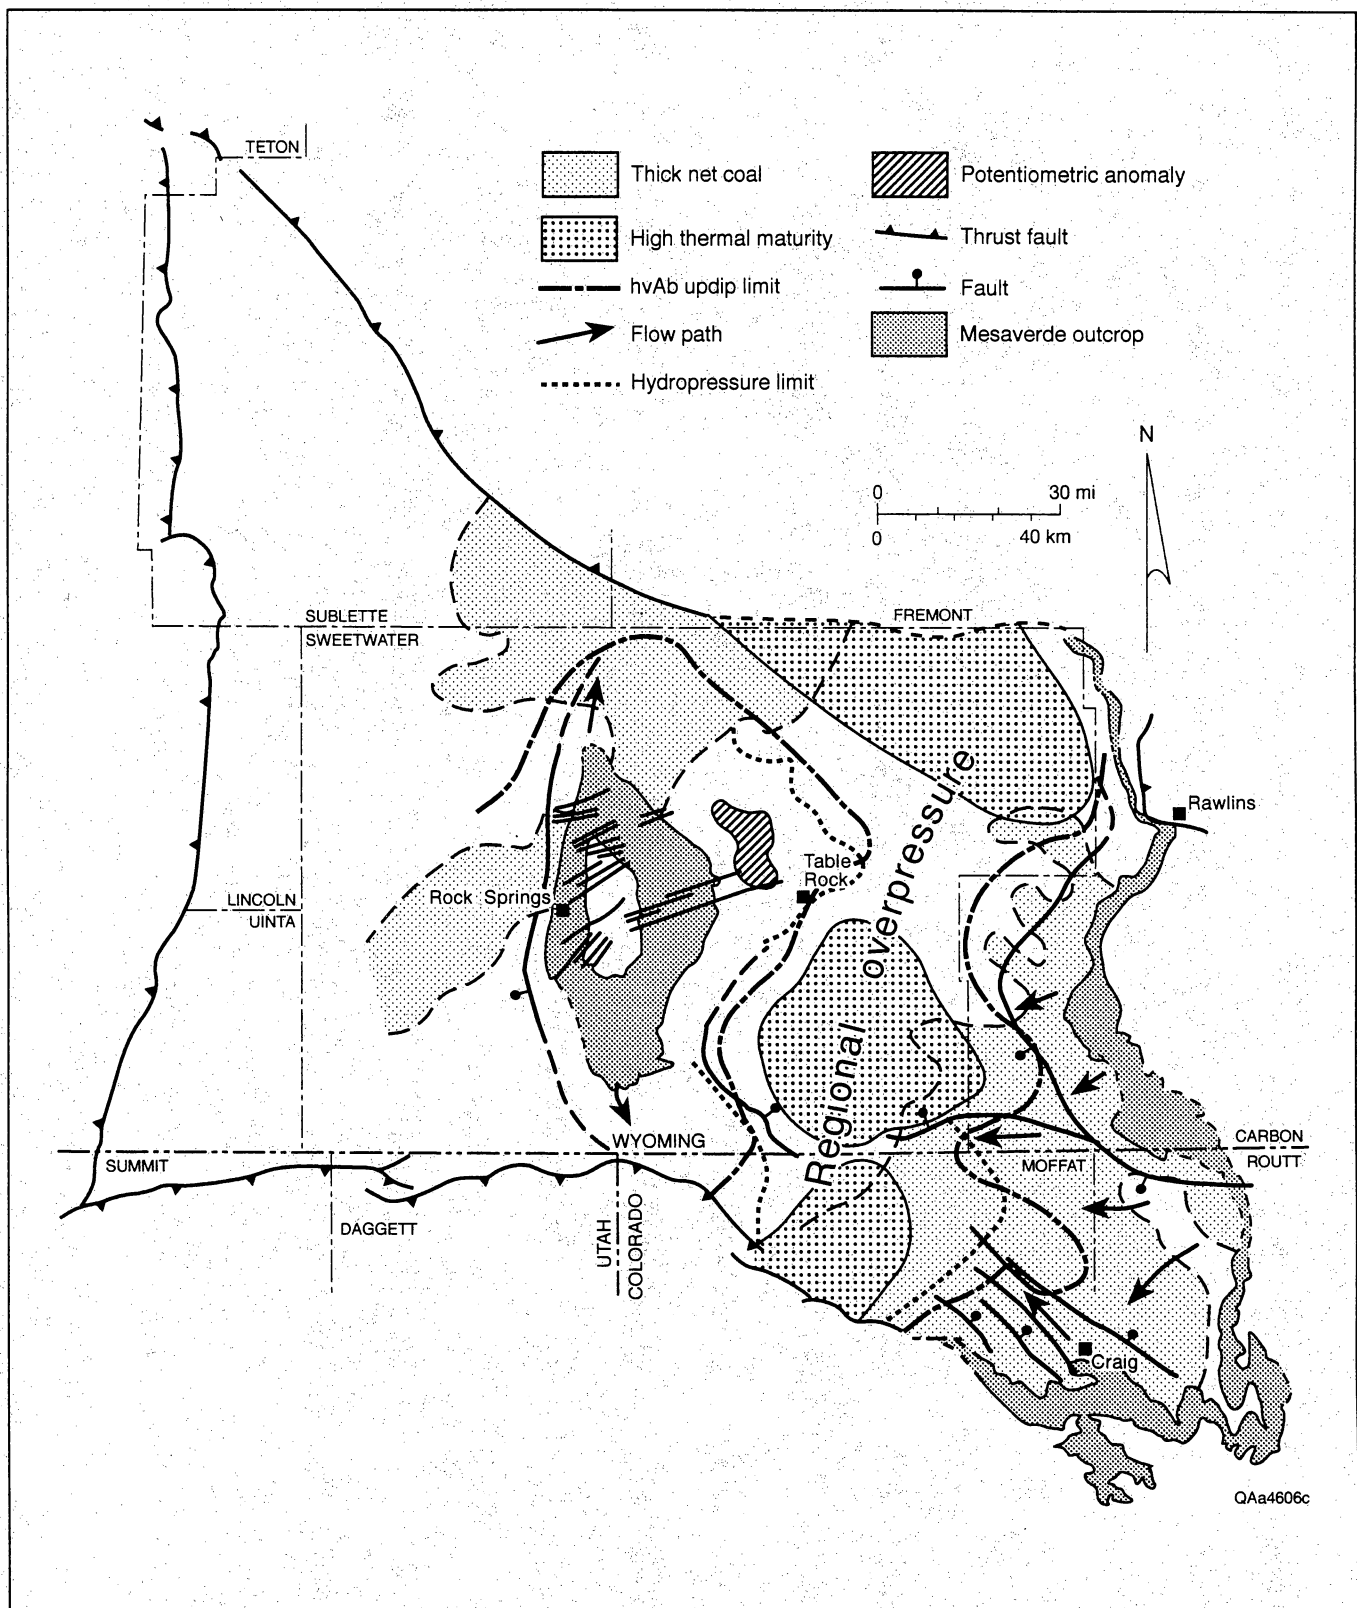 TETON
Thick net coal
High thermal maturity
hvAb updip limit
Flow path
Hydropressure limit
Potentiometric anomaly
Thrust fault
Fault
Mesaverde outcrop
N
0 30 mi
0 40 km
SUBLETTE
SWEETWATER
FREMONT
Rawlins
Table
Rock
Rock Springs
LINCOLN
UINTA
Regional overpressure
WYOMING
SUMMIT
DAGGETT
UTAH
COLORADO
MOFFAT
CARBON
ROUTT
Craig
QAa4606c